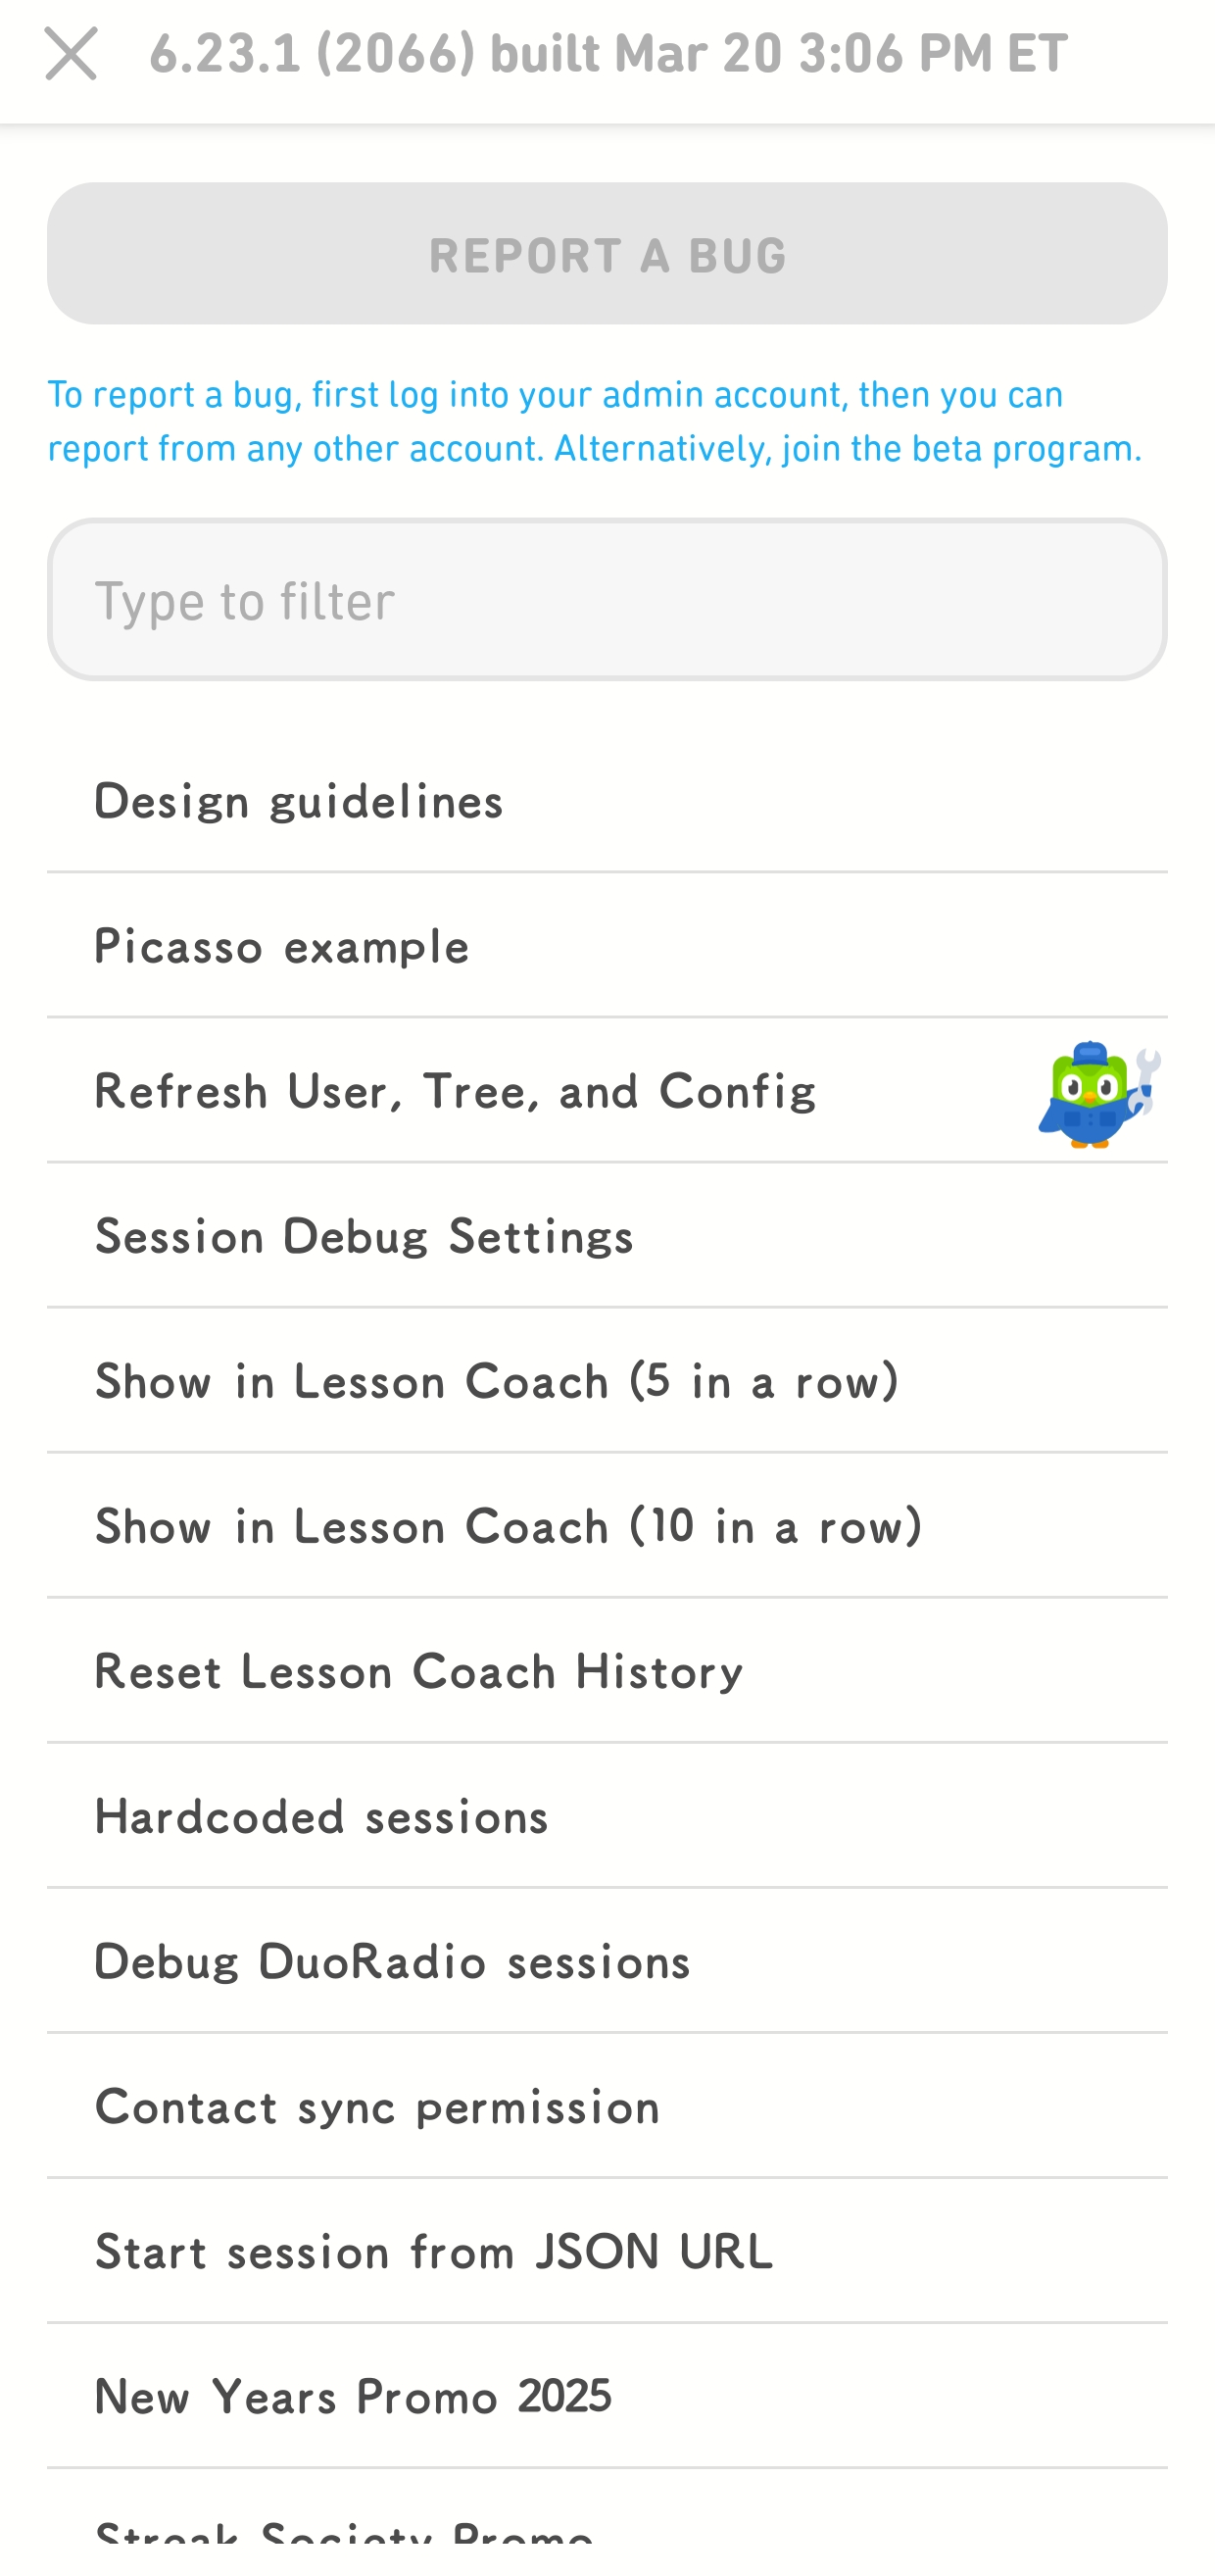 6.23.1 (2066) built Mar 20 3:06 PM ET
REPORT A BUG
To report a bug, first log into your admin account, then you can
report from any other account. Alternatively, join the beta program.
Type to filter
Design guidelines
Picasso example
Refresh User, Tree, and Config
Session Debug Settings
Show in Lesson Coach (5 in a row)
Show in Lesson Coach (10 in a row)
Reset Lesson Coach History
Hardcoded sessions
Debug DuoRadio sessions
Contact sync permission
Start session from JSON URL
New Years Promo 2025
Streak Society Promo